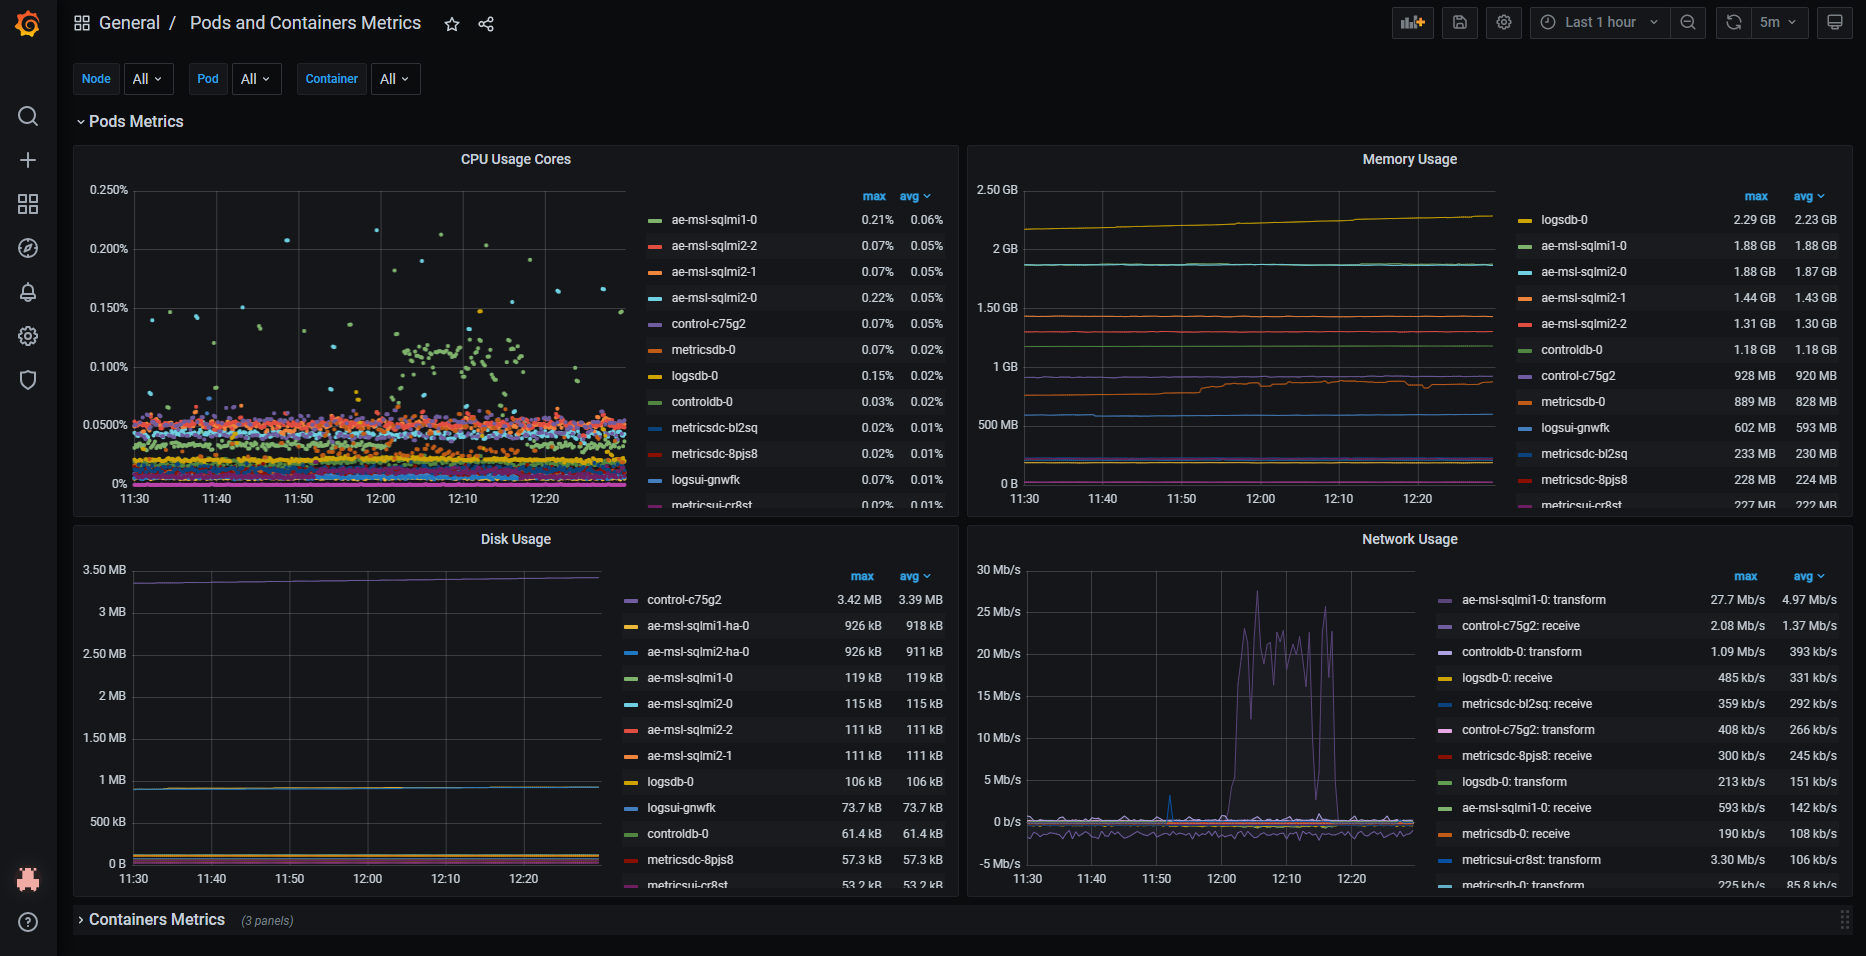 General / Pods and Containers Metrics
Last 1 hour
5m
Node All Pod All Container All
Pods Metrics
CPU Usage Cores
0.250%
0.200%
0.150%
0.100%
0.0500%
0%
11:30 11:40 11:50 12:00 12:10 12:20
max avg
ae-msl-sqlmi1-0 0.21% 0.06%
ae-msl-sqlmi2-2 0.07% 0.05%
ae-msl-sqlmi2-1 0.07% 0.05%
ae-msl-sqlmi2-0 0.22% 0.05%
control-c75g2 0.07% 0.05%
metricsdb-0 0.07% 0.02%
logsdb-0 0.15% 0.02%
controldb-0 0.03% 0.02%
metricsdc-bl2sq 0.02% 0.01%
metricsdc-8pjs8 0.02% 0.01%
logsui-gnwfk 0.07% 0.01%
metricsui-cr8st 0.02% 0.01%
Memory Usage
2.50 GB
2 GB
1.50 GB
1 GB
500 MB
0 B
11:30 11:40 11:50 12:00 12:10 12:20
max avg
logsdb-0 2.29 GB 2.23 GB
ae-msl-sqlmi1-0 1.88 GB 1.88 GB
ae-msl-sqlmi2-0 1.88 GB 1.87 GB
ae-msl-sqlmi2-1 1.44 GB 1.43 GB
ae-msl-sqlmi2-2 1.31 GB 1.30 GB
controldb-0 1.18 GB 1.18 GB
control-c75g2 928 MB 920 MB
metricsdb-0 889 MB 828 MB
logsui-gnwfk 602 MB 593 MB
metricsdc-bl2sq 233 MB 230 MB
metricsdc-8pjs8 228 MB 224 MB
metricsui-cr8st 227 MB 222 MB
Disk Usage
3.50 MB
3 MB
2.50 MB
2 MB
1.50 MB
1 MB
500 kB
0 B
11:30 11:40 11:50 12:00 12:10 12:20
max avg
control-c75g2 3.42 MB 3.39 MB
ae-msl-sqlmi1-ha-0 926 kB 918 kB
ae-msl-sqlmi2-ha-0 926 kB 911 kB
ae-msl-sqlmi1-0 119 kB 119 kB
ae-msl-sqlmi2-0 115 kB 115 kB
ae-msl-sqlmi2-2 111 kB 111 kB
ae-msl-sqlmi2-1 111 kB 111 kB
logsdb-0 106 kB 106 kB
logsui-gnwfk 73.7 kB 73.7 kB
controldb-0 61.4 kB 61.4 kB
metricsdc-8pjs8 57.3 kB 57.3 kB
metricsui-cr8st 53.2 kB 53.2 kB
Network Usage
30 Mb/s
25 Mb/s
20 Mb/s
15 Mb/s
10 Mb/s
5 Mb/s
0 b/s
-5 Mb/s
11:30 11:40 11:50 12:00 12:10 12:20
max avg
ae-msl-sqlmi1-0: transform 27.7 Mb/s 4.97 Mb/s
control-c75g2: receive 2.08 Mb/s 1.37 Mb/s
controldb-0: transform 1.09 Mb/s 393 kb/s
logsdb-0: receive 485 kb/s 331 kb/s
metricsdc-bl2sq: receive 359 kb/s 292 kb/s
control-c75g2: transform 408 kb/s 266 kb/s
metricsdc-8pjs8: receive 300 kb/s 245 kb/s
logsdb-0: transform 213 kb/s 151 kb/s
ae-msl-sqlmi1-0: receive 593 kb/s 142 kb/s
metricsdb-0: receive 190 kb/s 108 kb/s
metricsui-cr8st: transform 3.30 Mb/s 106 kb/s
metricsdb-0: transform 225 kb/s 85.8 kb/s
Containers Metrics (3 panels)